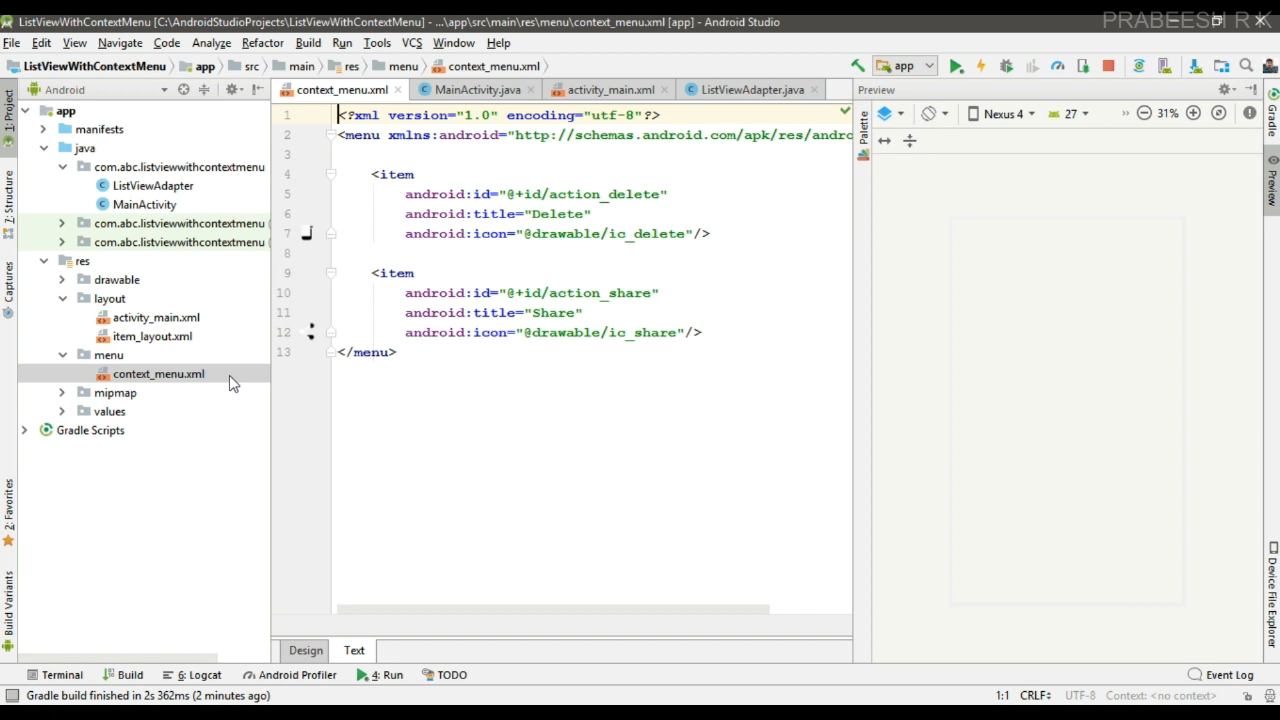 ListViewWithContextMenu [C:\AndroidStudioProjects\ListViewWithContextMenu] - ...\app\src\main\res\menu\context_menu.xml [app] - Android Studio
PRABEESH R K
File Edit View Navigate Code Analyze Refactor Build Run Tools VCS Window Help
ListViewWithContextMenu app src main res menu context_menu.xml
app
Android
context_menu.xml MainActivity.java activity_main.xml ListViewAdapter.java
Preview
Nexus 4 27 31%
1: Project
7: Structure
Captures
2: Favorites
Build Variants
app
manifests
java
com.abc.listviewwithcontextmenu
ListViewAdapter
MainActivity
com.abc.listviewwithcontextmenu
com.abc.listviewwithcontextmenu
res
drawable
layout
activity_main.xml
item_layout.xml
menu
context_menu.xml
mipmap
values
Gradle Scripts
1 <?xml version="1.0" encoding="utf-8"?>
2 <menu xmlns:android="http://schemas.android.com/apk/res/andro
3
4 <item
5 android:id="@+id/action_delete"
6 android:title="Delete"
7 android:icon="@drawable/ic_delete"/>
8
9 <item
10 android:id="@+id/action_share"
11 android:title="Share"
12 android:icon="@drawable/ic_share"/>
13 </menu>
Palette
Gradle
Preview
Device File Explorer
Design Text
Terminal Build 6: Logcat Android Profiler 4: Run TODO Event Log
Gradle build finished in 2s 362ms (2 minutes ago) 1:1 CRLF UTF-8 Context: <no context>